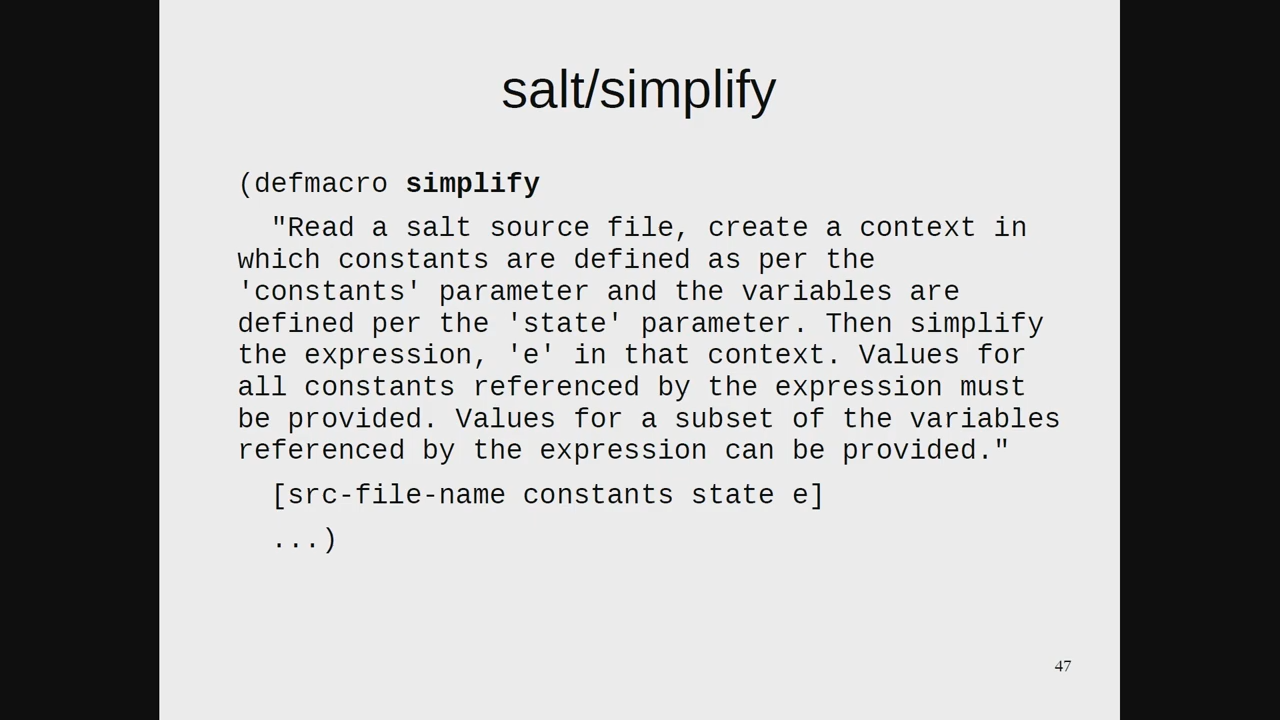 salt/simplify
(defmacro simplify
"Read a salt source file, create a context in
which constants are defined as per the
'constants' parameter and the variables are
defined per the 'state' parameter. Then simplify
the expression, 'e' in that context. Values for
all constants referenced by the expression must
be provided. Values for a subset of the variables
referenced by the expression can be provided."
[src-file-name constants state e]
...)
47